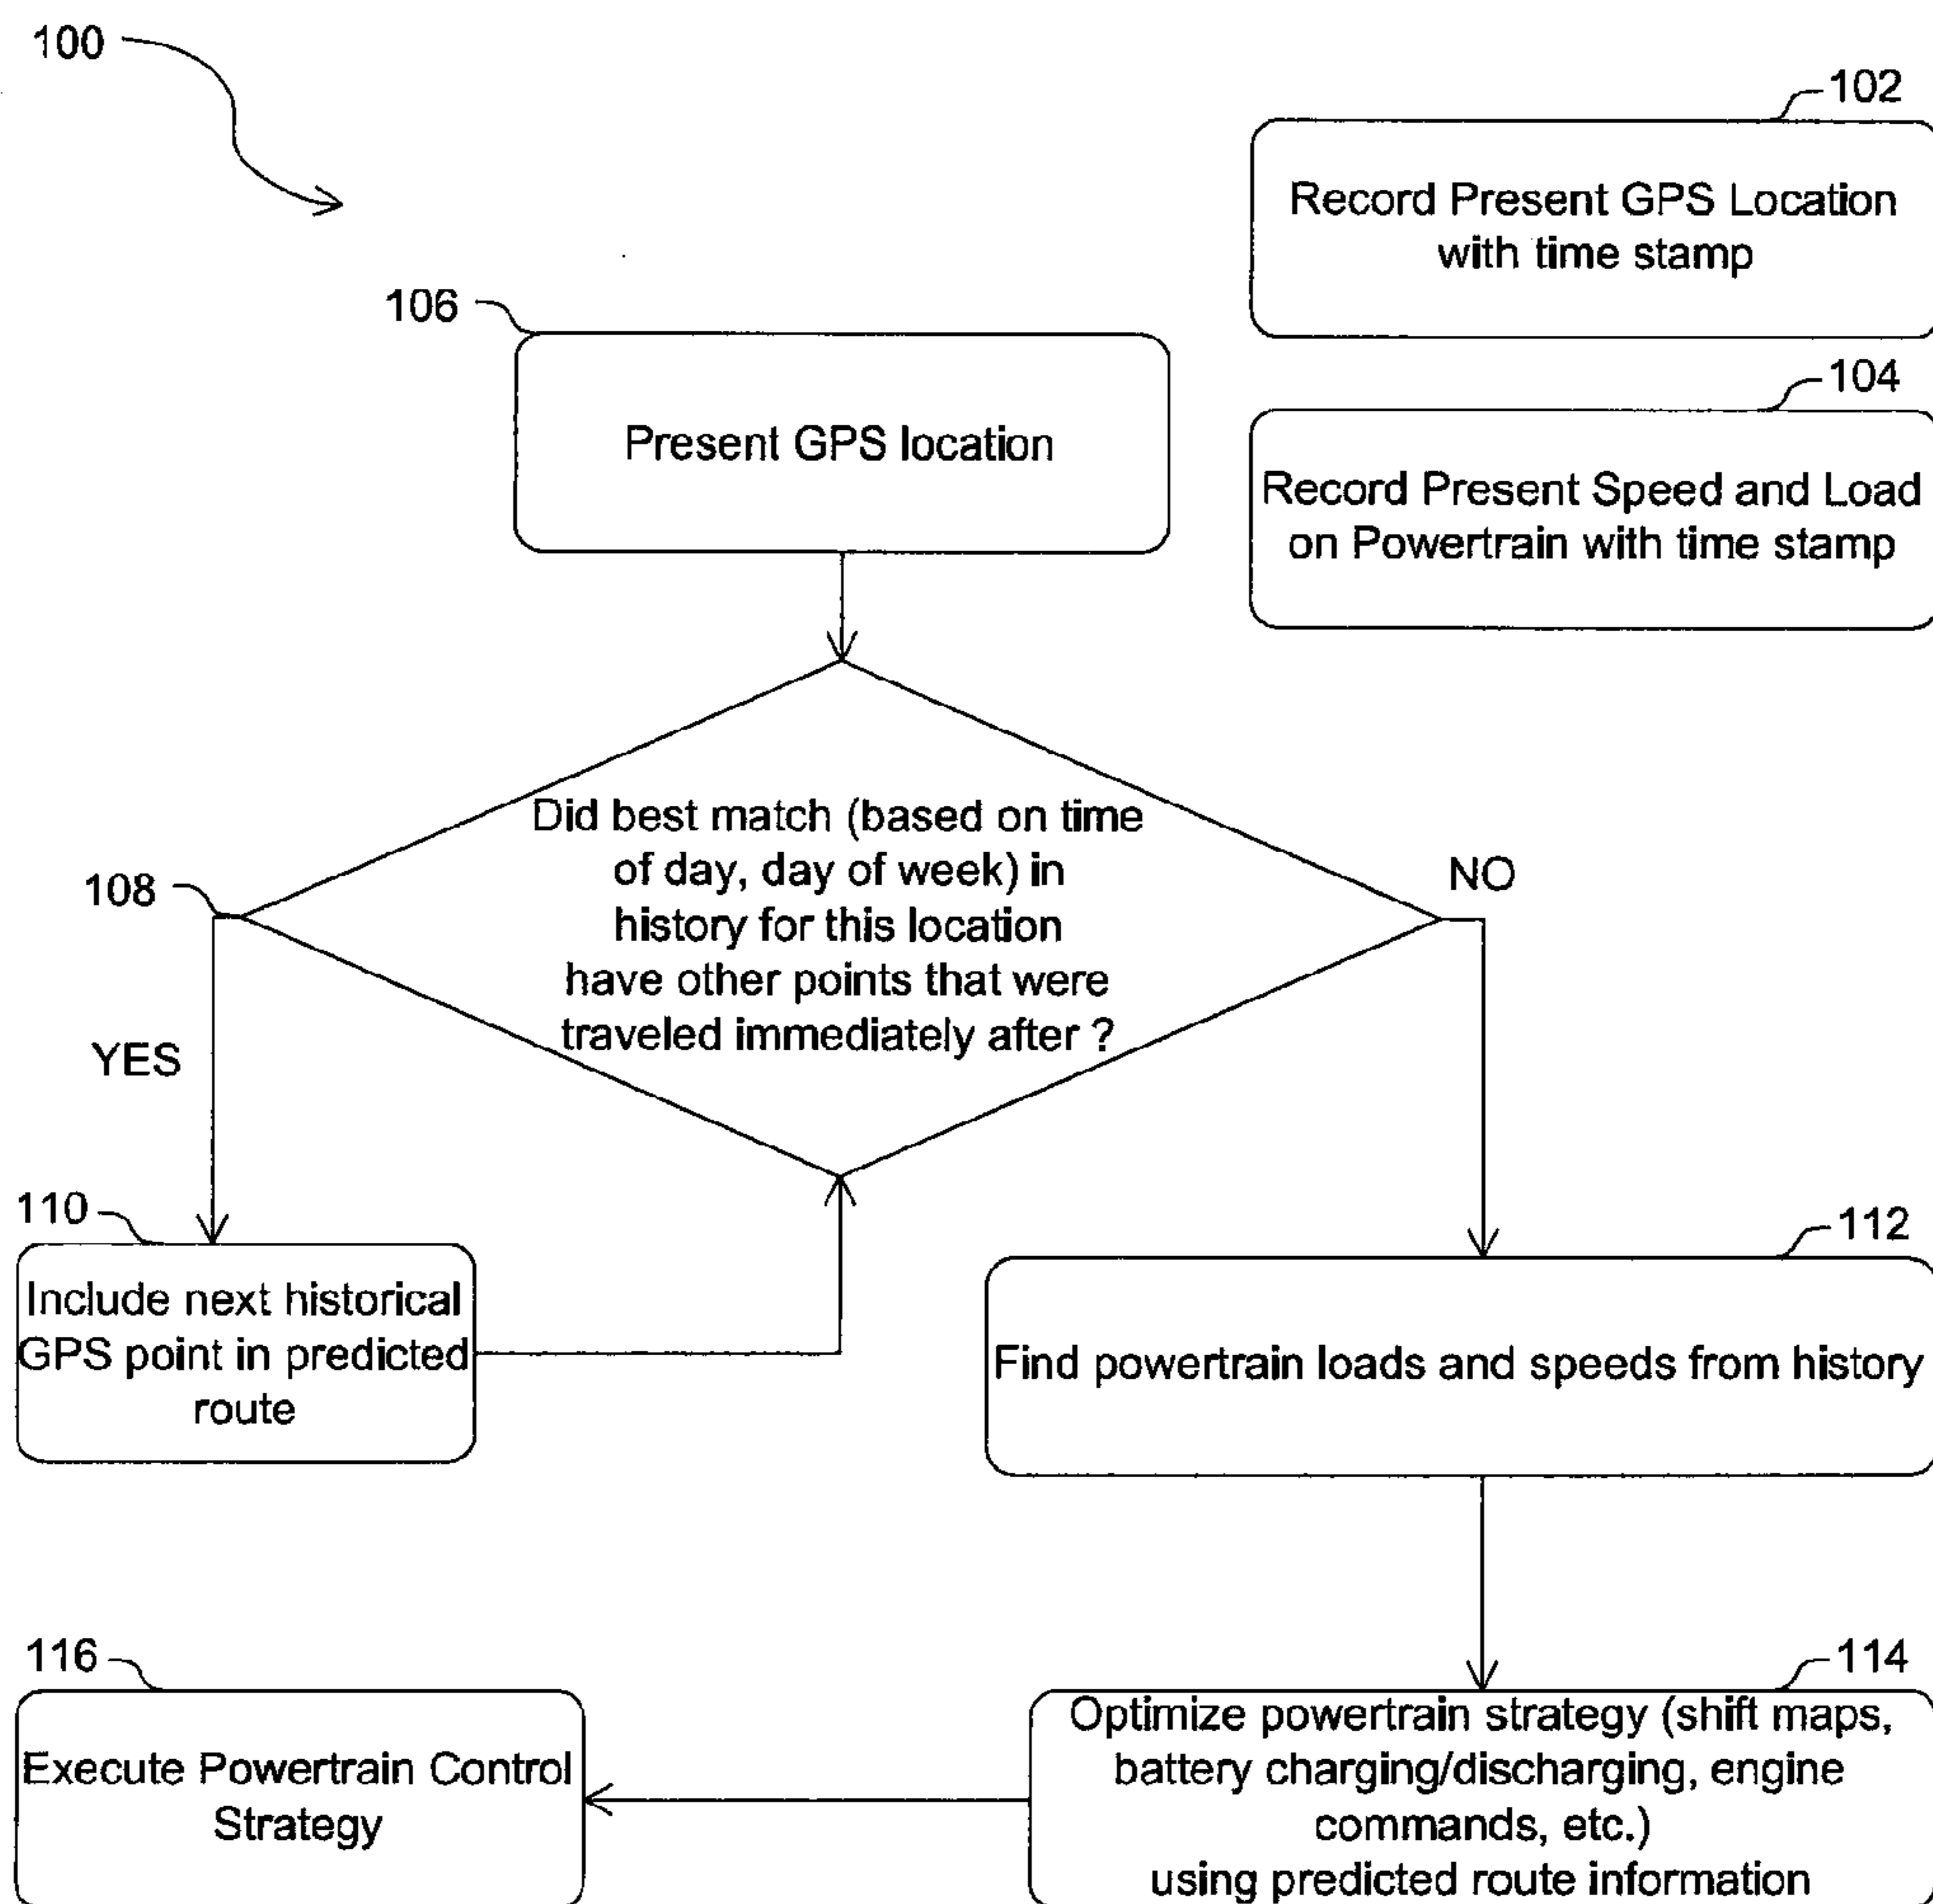 100
102
Record Present GPS Location
with time stamp
106
Present GPS location
104
Record Present Speed and Load
on Powertrain with time stamp
108
Did best match (based on time
of day, day of week) in
history for this location
have other points that were
traveled immediately after ?
NO
YES
110
Include next historical
GPS point in predicted
route
112
Find powertrain loads and speeds from history
116
Execute Powertrain Control
Strategy
114
Optimize powertrain strategy (shift maps,
battery charging/discharging, engine
commands, etc.)
using predicted route information